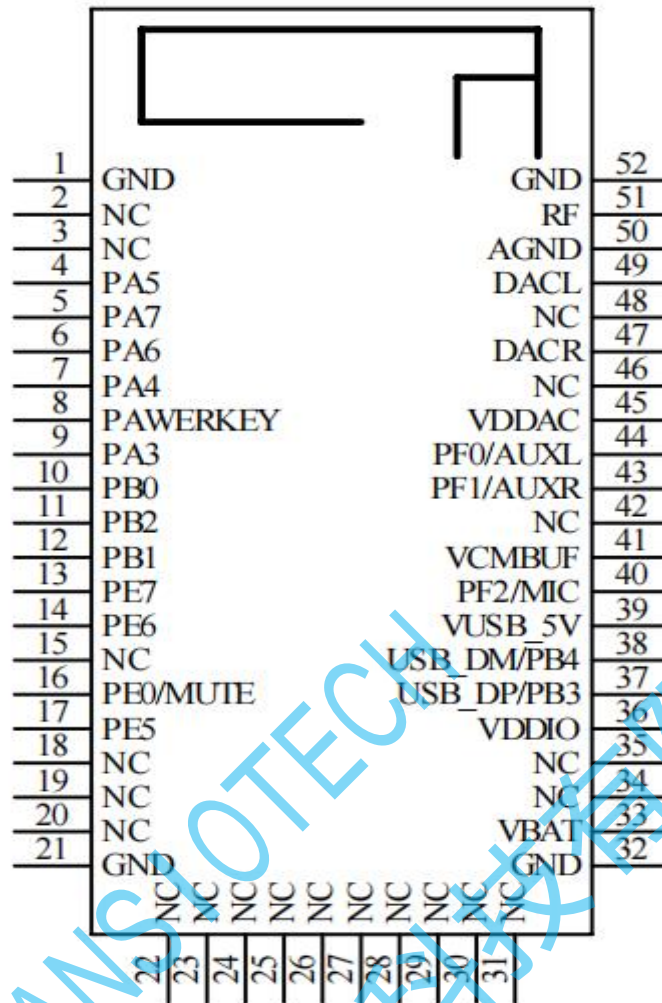 1 GND GND 52
2 NC RF 51
3 NC AGND 50
4 PA5 DACL 49
5 PA7 NC 48
6 PA6 DACR 47
7 PA4 NC 46
8 PAWERKEY VDDAC 45
9 PA3 PF0/AUXL 44
10 PB0 PF1/AUXR 43
11 PB2 NC 42
12 PB1 VCMBUF 41
13 PE7 PF2/MIC 40
14 PE6 VUSB_5V 39
15 NC USB_DM/PB4 38
16 PE0/MUTE USB_DP/PB3 37
17 PE5 VDDIO 36
18 NC NC 35
19 NC NC 34
20 NC VBAT 33
21 GND GND 32
NC NC NC NC NC NC NC NC NC NC
22 23 24 25 26 27 28 29 30 31
ANSIOTECH
科技有